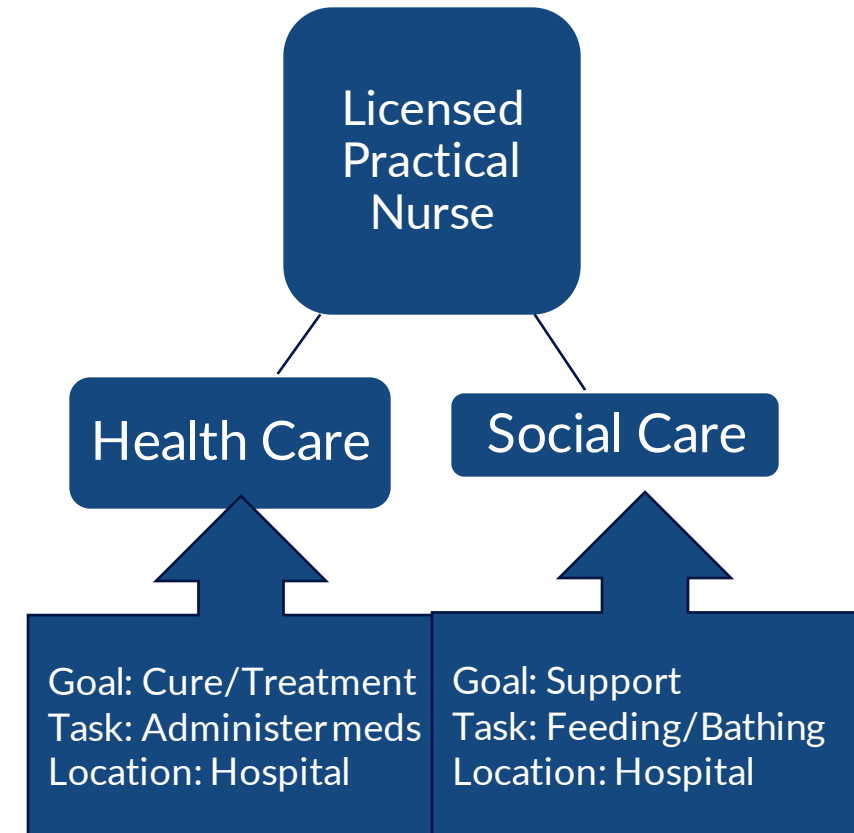 Licensed
Practical
Nurse
Health Care
Social Care
Goal: Cure/Treatment
Task: Administer meds
Location: Hospital
Goal: Support
Task: Feeding/Bathing
Location: Hospital